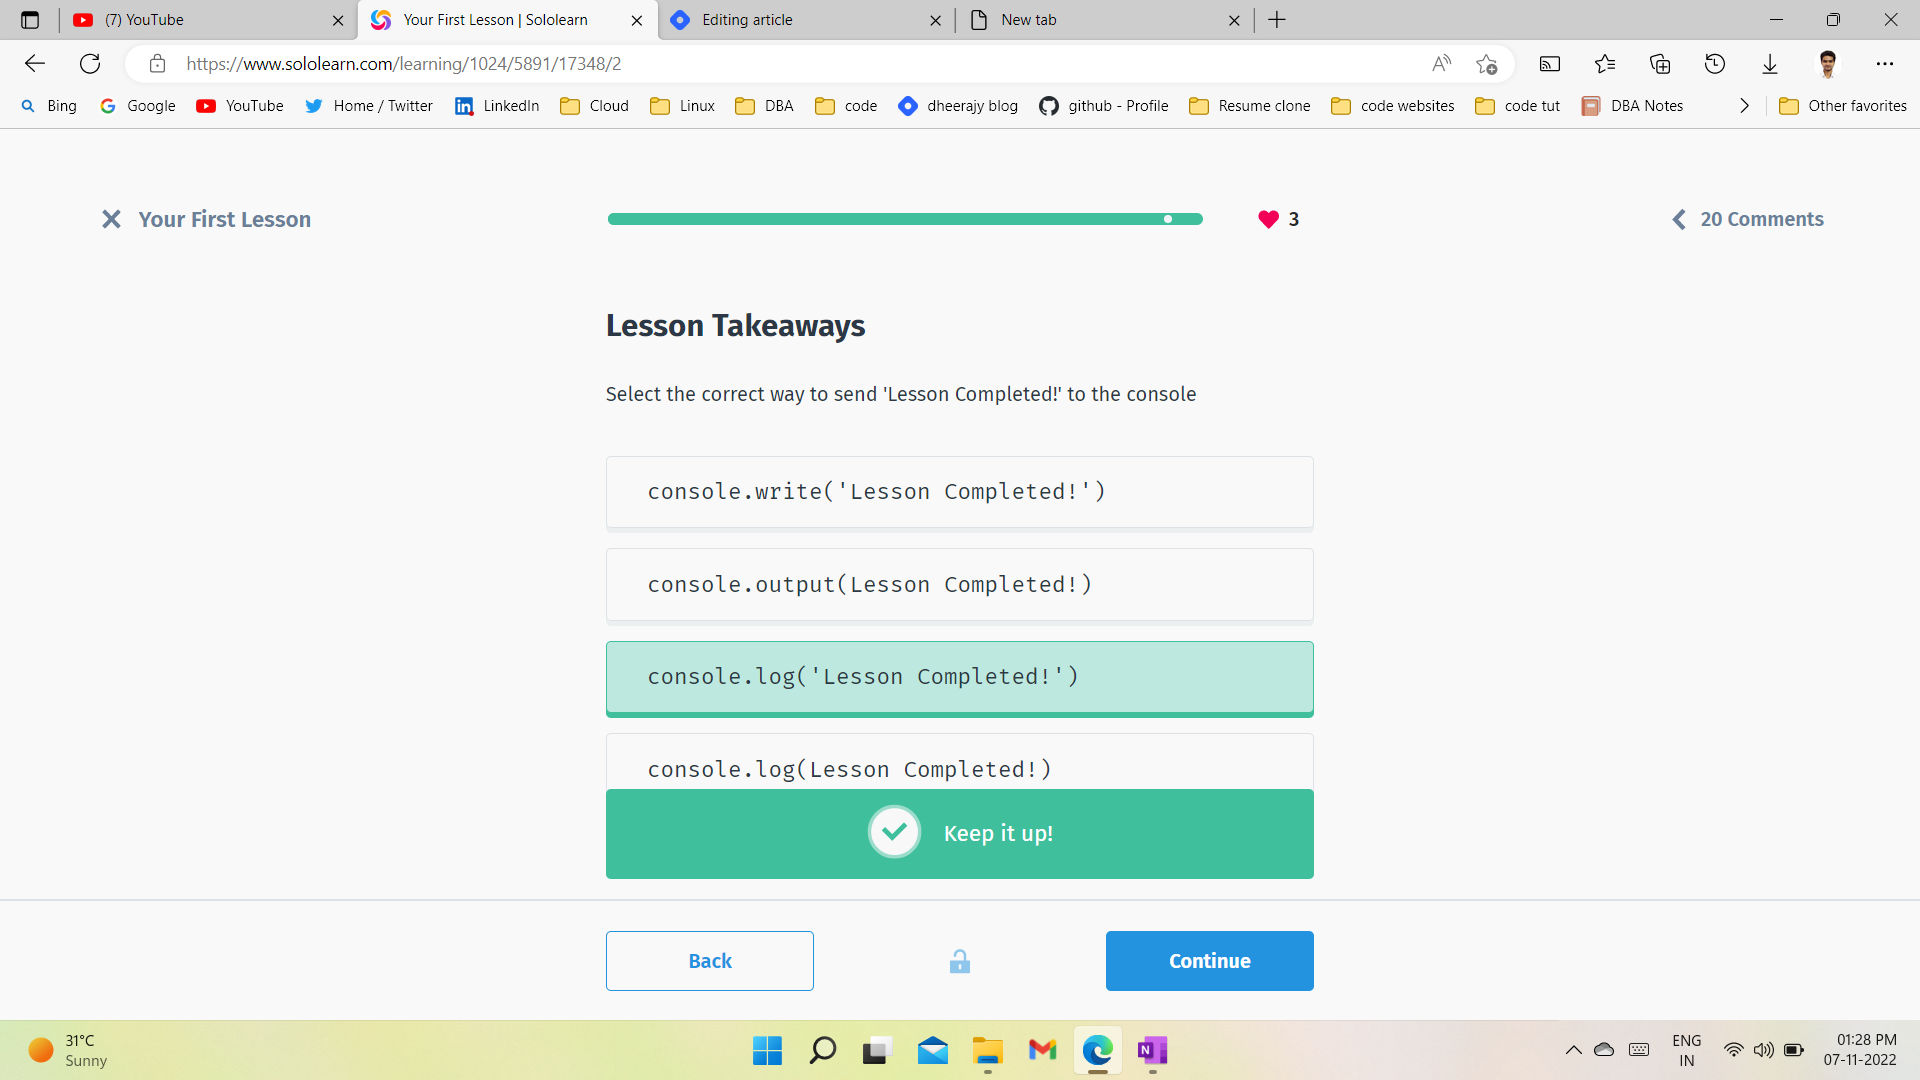 (7) YouTube
Your First Lesson | Sololearn
Editing article
New tab
https://www.sololearn.com/learning/1024/5891/17348/2
Bing
Google
YouTube
Home / Twitter
LinkedIn
Cloud
Linux
DBA
code
dheerajy blog
github - Profile
Resume clone
code websites
code tut
DBA Notes
Other favorites
Your First Lesson
3
20 Comments
Lesson Takeaways
Select the correct way to send 'Lesson Completed!' to the console
console.write('Lesson Completed!')
console.output(Lesson Completed!)
console.log('Lesson Completed!')
console.log(Lesson Completed!)
Keep it up!
Back
Continue
31°C
Sunny
ENG
IN
01:28 PM
07-11-2022